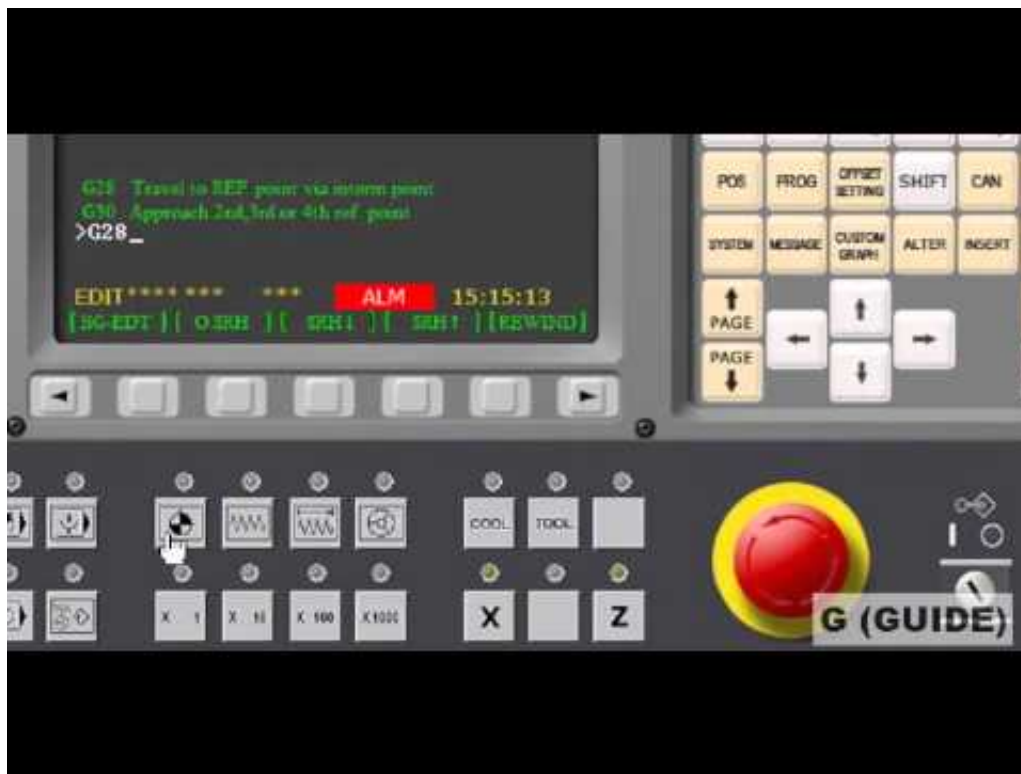 G28 Travel to REF point via interm point
G30 Approach 2nd,3rd or 4th ref point
>G28_
EDIT**** *** *** ALM 15:15:13
[BG-EDT ][ O SRH ][ SRH↓ ][ SRH↑ ][REWIND]
POS PROG OFFSET SETTING SHIFT CAN
SYSTEM MESSAGE CUSTOM GRAPH ALTER INSERT
↑ PAGE
PAGE ↓
COOL TOOL
X 1 X 10 X 100 X1000 X Z
G (GUIDE)